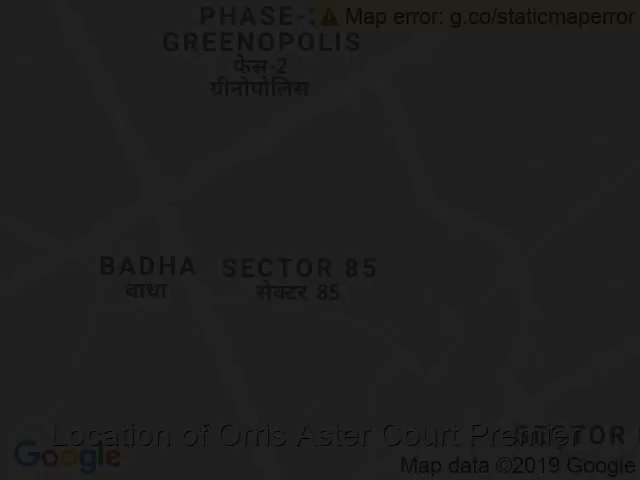 PHASE-
⚠ Map error: g.co/staticmaperror
GREENOPOLIS
फेस-2
ग्रीनोपोलिस
BADHA
बाधा
SECTOR 85
सेक्टर 85
Location of Orris Aster Court Premier
SECTOR
Google
Map data ©2019 Google